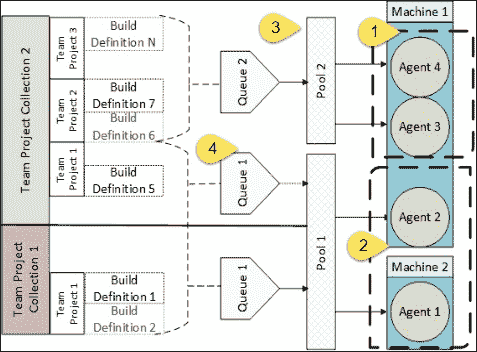 Team Project Collection 2
Team
Project 3
Build
Definition N
Team
Project 2
Build
Definition 7
Build
Definition 6
Team
Project 1
Build
Definition 5
Team Project
Collection 1
Team
Project 1
Build
Definition 1
Build
Definition 2
Queue 2
4
Queue 1
Queue 1
3
Pool 2
Pool 1
Machine 1
1
Agent 4
Agent 3
Agent 2
2
Machine 2
Agent 1